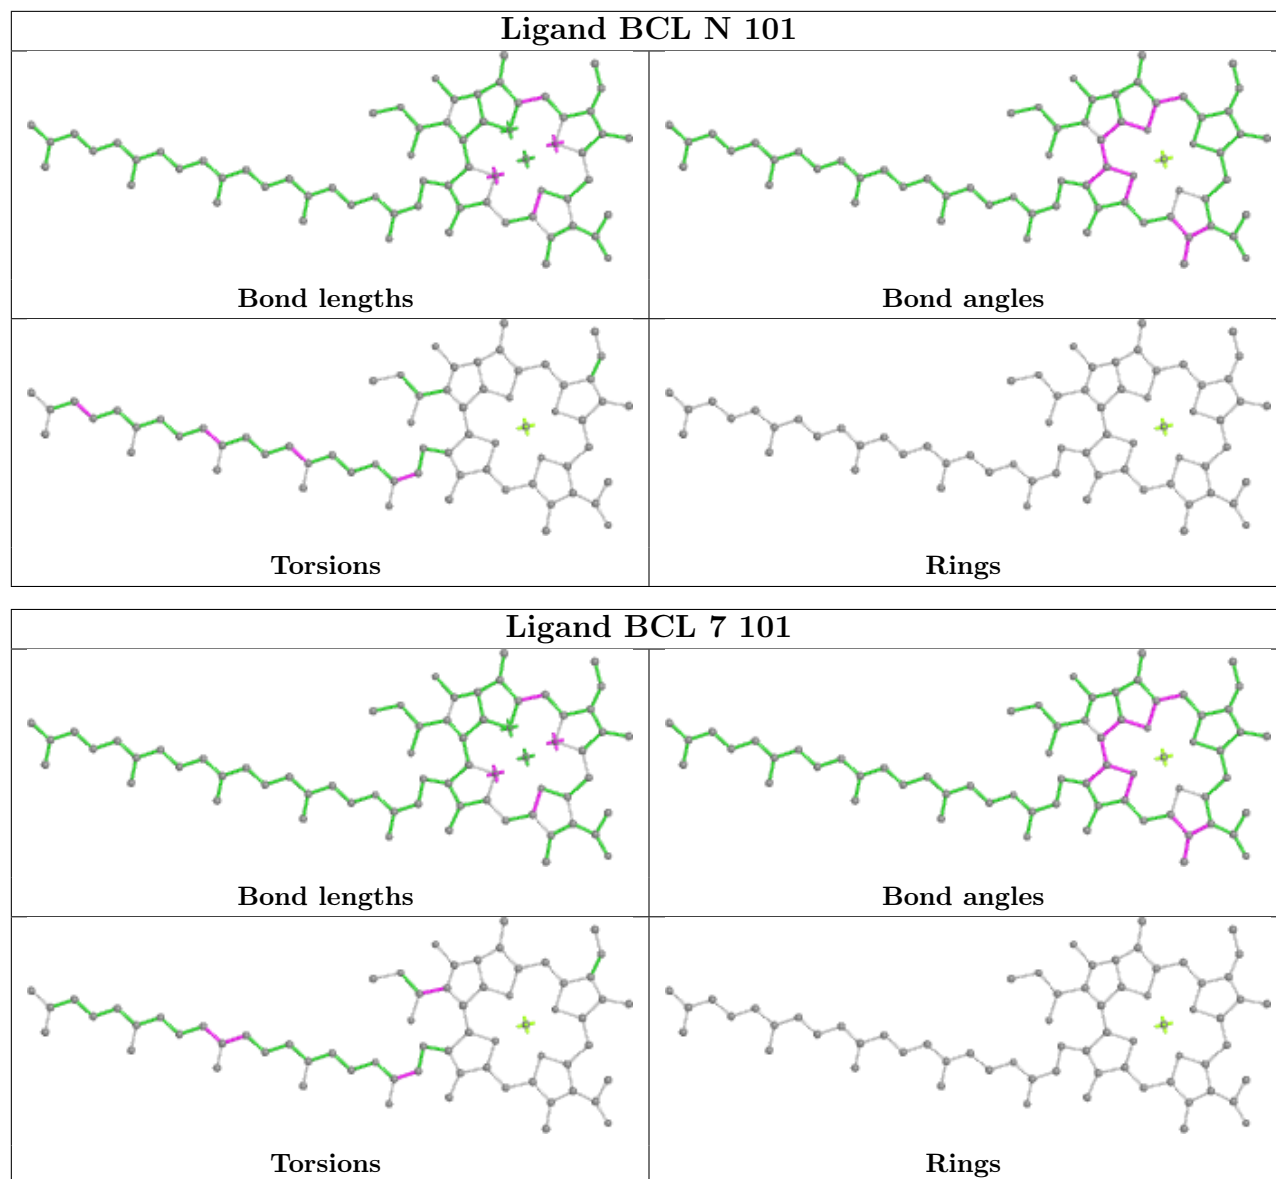 Ligand BCL N 101
Bond lengths
Bond angles
Torsions
Rings
Ligand BCL 7 101
Bond lengths
Bond angles
Torsions
Rings